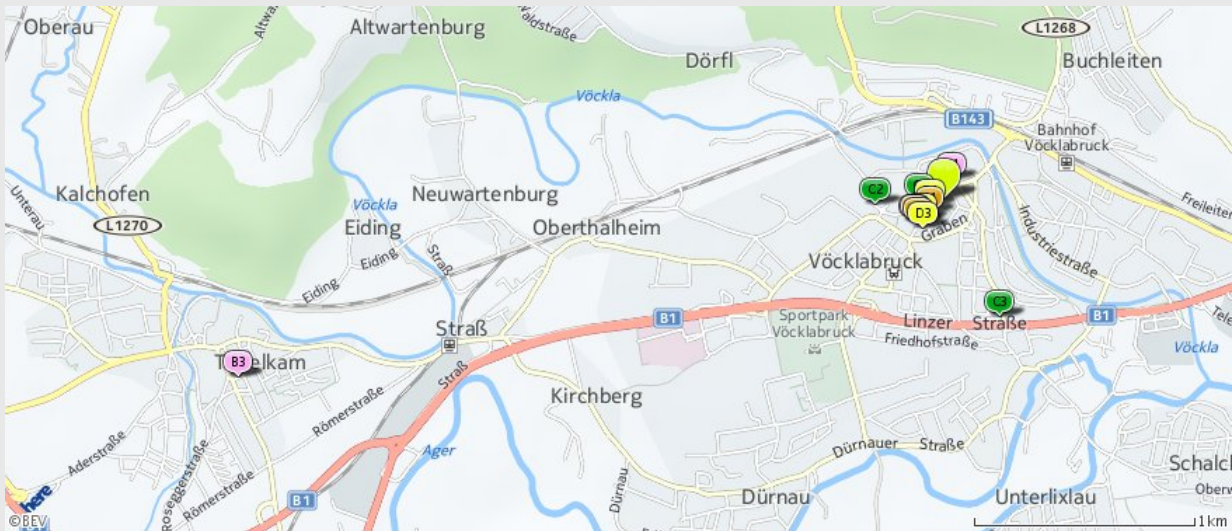 Oberau
Altwartenburg
Waldstraße
L1268
Dörfl
Buchleiten
Vöckla
B143
Bahnhof
Vöcklabruck
Unterau
Kalchofen
L1270
Neuwartenburg
Vöckla
Eiding
Eiding
Eiding
Straß
Oberthalheim
C2
D3
Graben
Industriestraße
Vöcklabruck
C3
B1
Sportpark
Vöcklabruck
Linzer Straße
Friedhofstraße
B1
Vöckla
Straß
Straß
B3
Kirchberg
Römerstraße
Aderstraße
Roseggerstraße
Römerstraße
Ager
Dürnauer Straße
Dürnau
Dürnau
B1
Unterlixlau
here
©BEV
1km